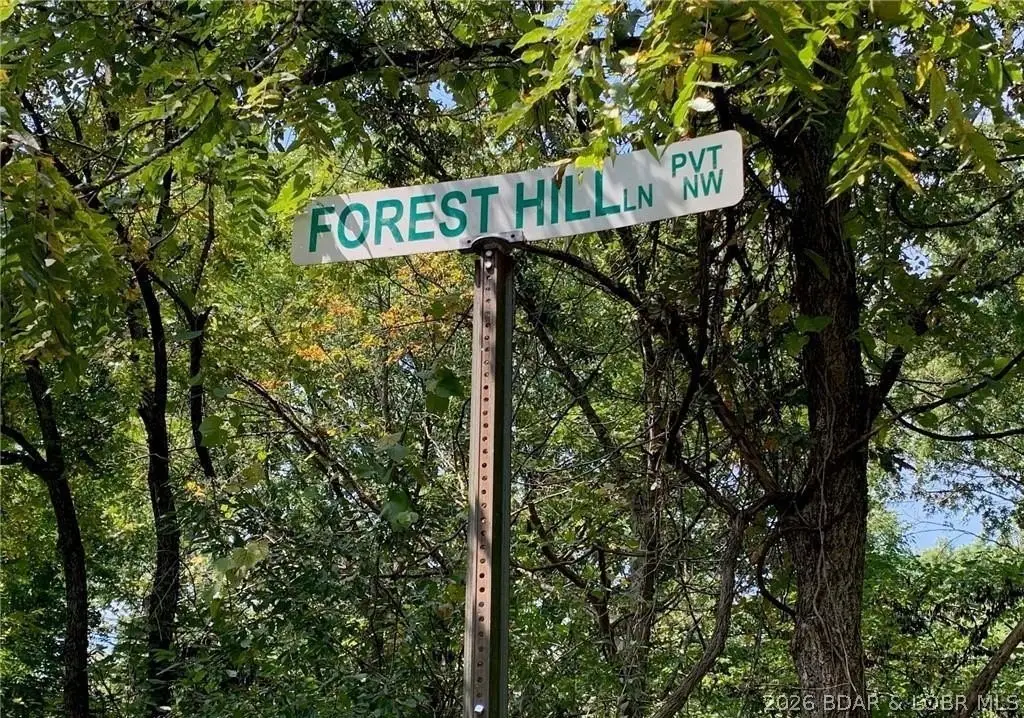 FOREST HILL LN PVT NW
2026 BDAR & LOBR MLS